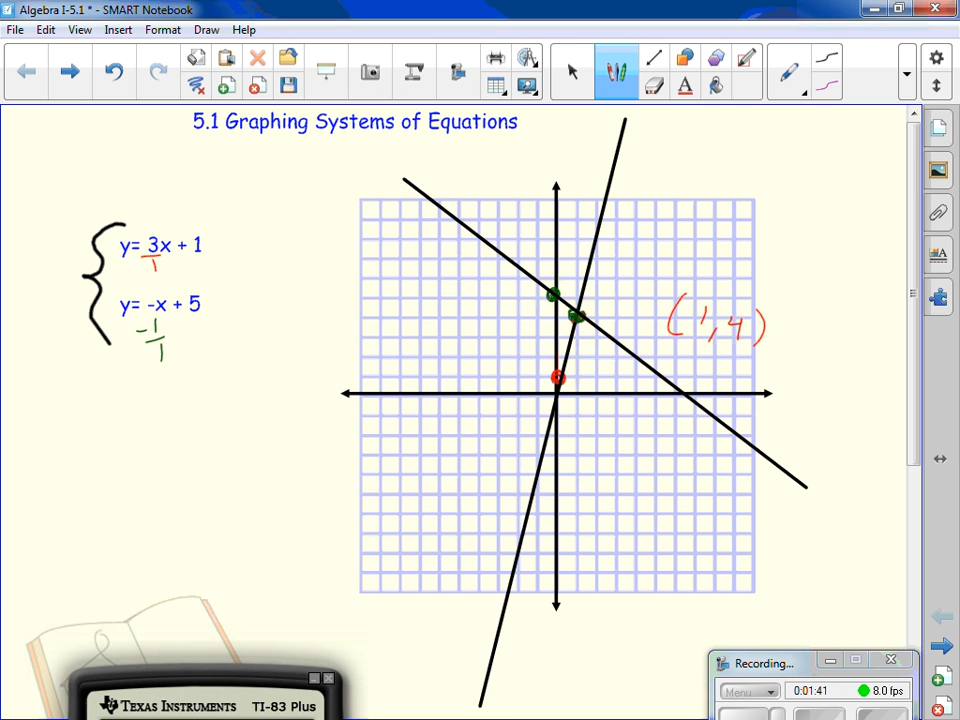 Algebra I-5.1 * - SMART Notebook
File Edit View Insert Format Draw Help
5.1 Graphing Systems of Equations
y= 3x + 1
1
y= -x + 5
-1
1
(1, 4)
TEXAS INSTRUMENTS TI-83 Plus
Recording...
Menu 0:01:41 8.0 fps